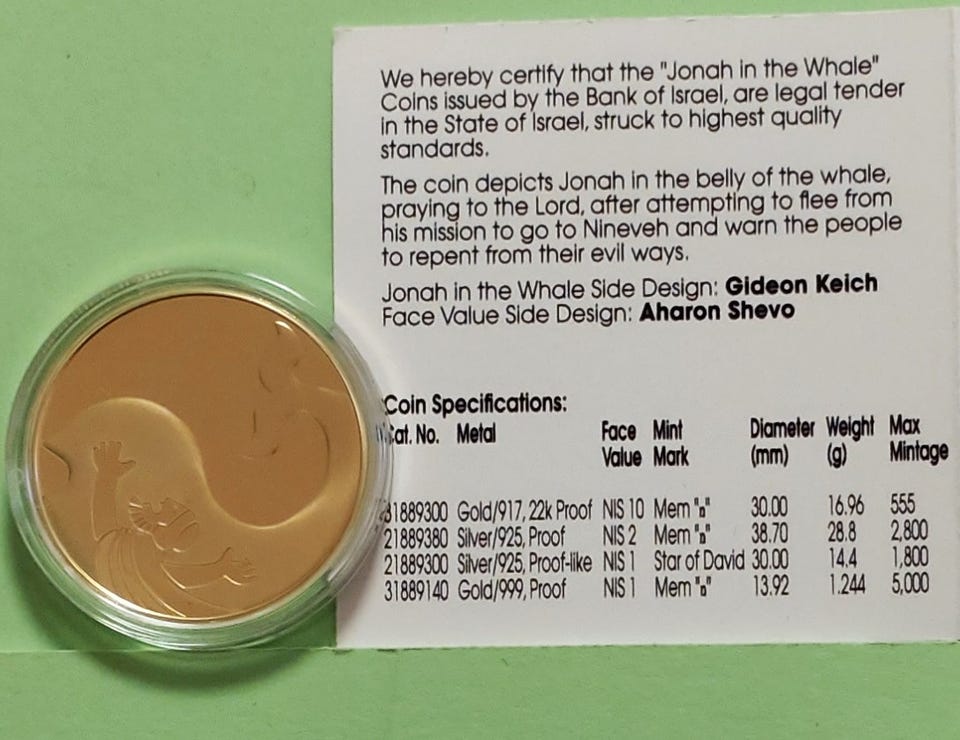 We hereby certify that the "Jonah in the Whale"
Coins issued by the Bank of Israel, are legal tender
in the State of Israel, struck to highest quality
standards.
The coin depicts Jonah in the belly of the whale,
praying to the Lord, after attempting to flee from
his mission to go to Nineveh and warn the people
to repent from their evil ways.
Jonah in the Whale Side Design: Gideon Keich
Face Value Side Design: Aharon Shevo
Coin Specifications:
Cat. No. Metal Face Value Mint Mark Diameter (mm) Weight (g) Max Mintage
31889300 Gold/917, 22k Proof NIS 10 Mem "מ" 30.00 16.96 555
21889380 Silver/925, Proof NIS 2 Mem "מ" 38.70 28.8 2,800
21889300 Silver/925, Proof-like NIS 1 Star of David 30.00 14.4 1,800
31889140 Gold/999, Proof NIS 1 Mem "מ" 13.92 1.244 5,000